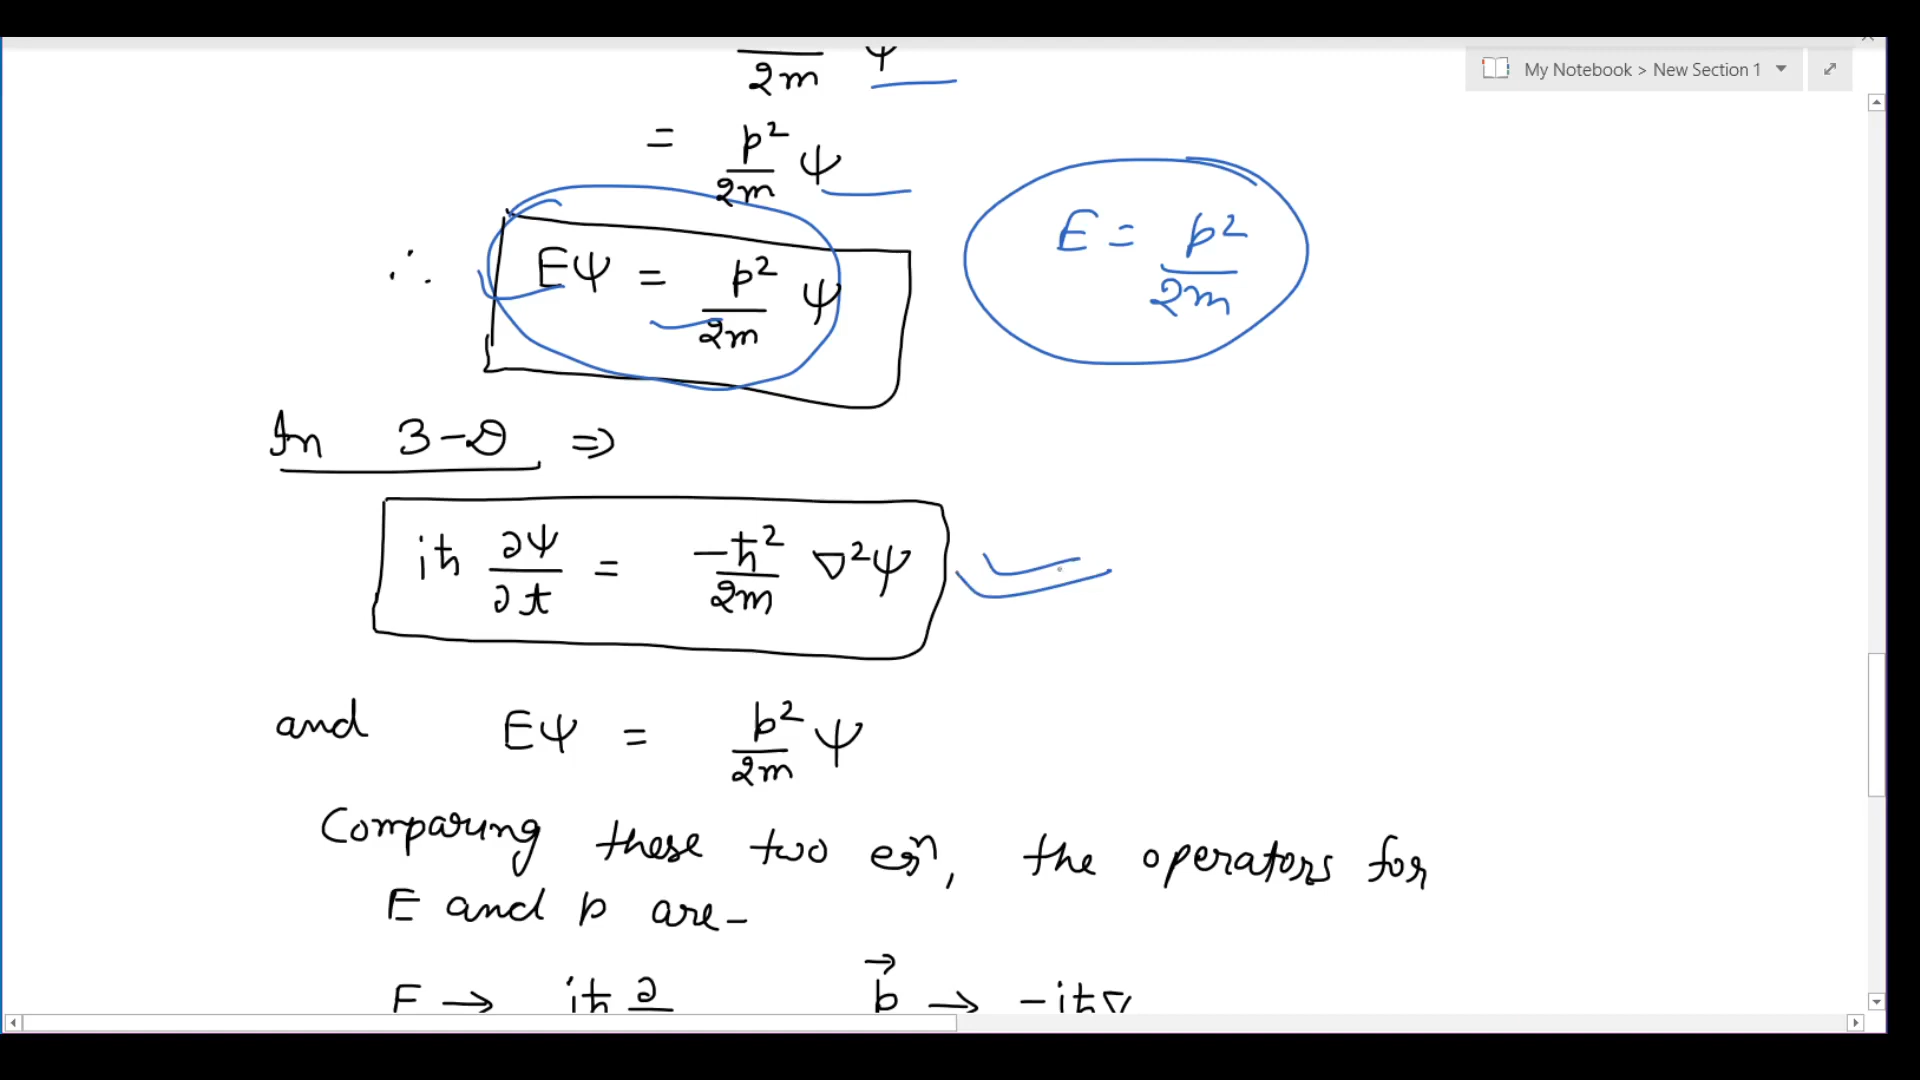 My Notebook > New Section 1
2m ψ
= p²/2m ψ
∴ Eψ = p²/2m ψ
E = p²/2m
In 3-D ⇒
iħ ∂ψ/∂t = -ħ²/2m ∇²ψ
and Eψ = p²/2m ψ
Comparing these two eqn, the operators for
E and p are-
E → iħ ∂ p⃗ → -iħ∇